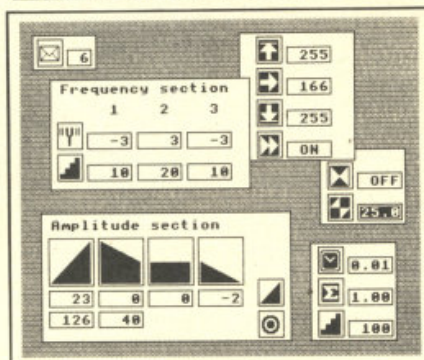 6
255
166
255
ON
Frequency section
1 2 3
-3 3 -3
10 20 10
OFF
25.0
Amplitude section
23 0 0 -2
126 40
0.01
1.00
100